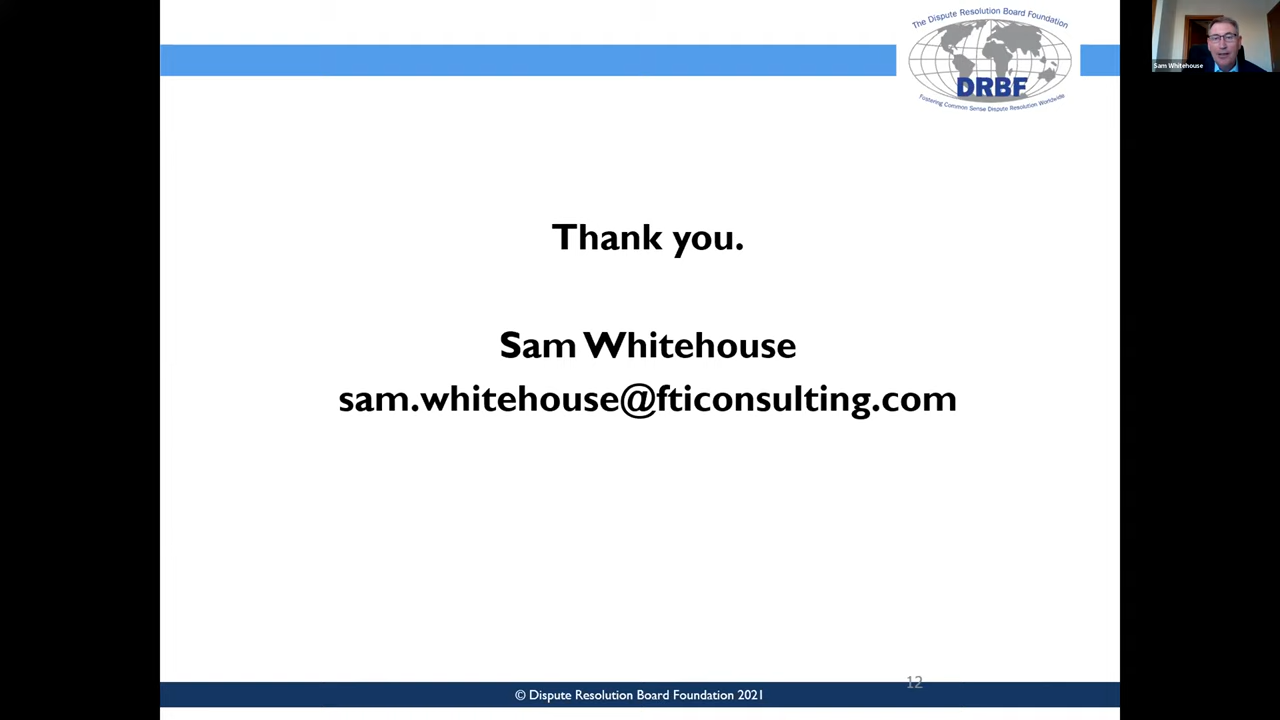 The Dispute Resolution Board Foundation
DRBF
Fostering Common Sense Dispute Resolution Worldwide
Sam Whitehouse
Thank you.
Sam Whitehouse
sam.whitehouse@fticonsulting.com
12
© Dispute Resolution Board Foundation 2021